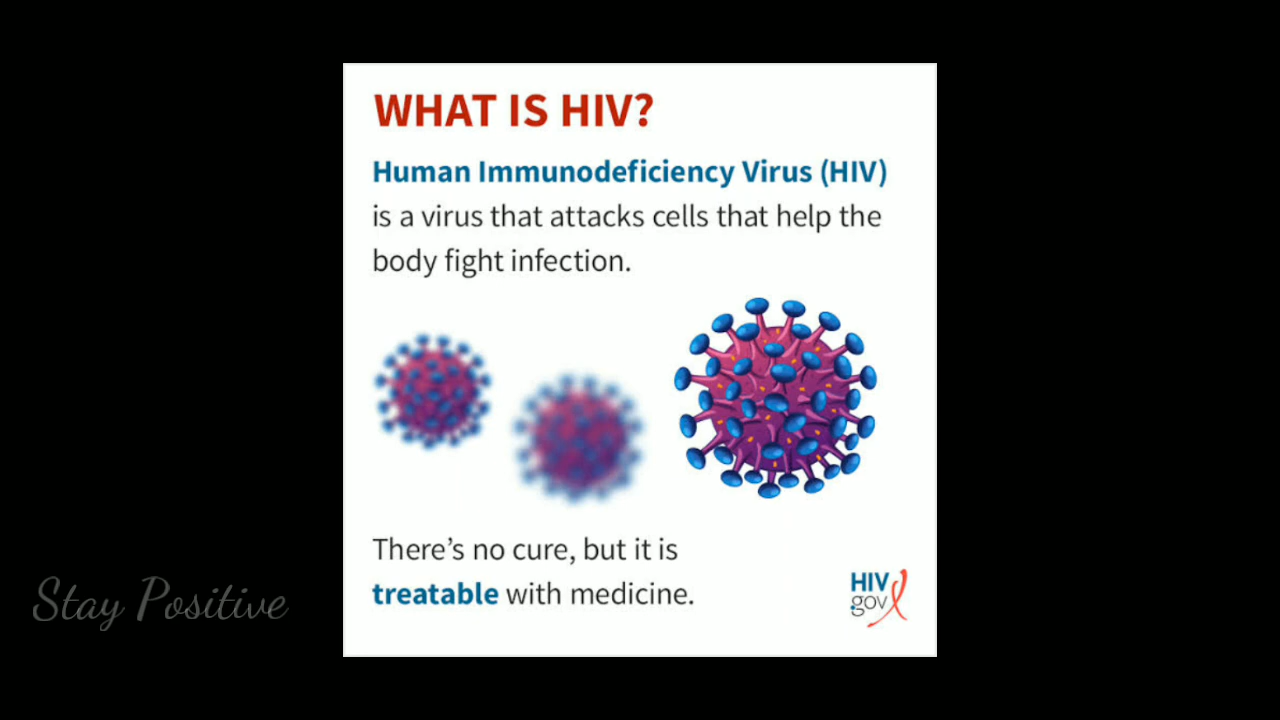 WHAT IS HIV?
Human Immunodeficiency Virus (HIV)
is a virus that attacks cells that help the
body fight infection.
There's no cure, but it is
treatable with medicine.
HIV
gov
Stay Positive